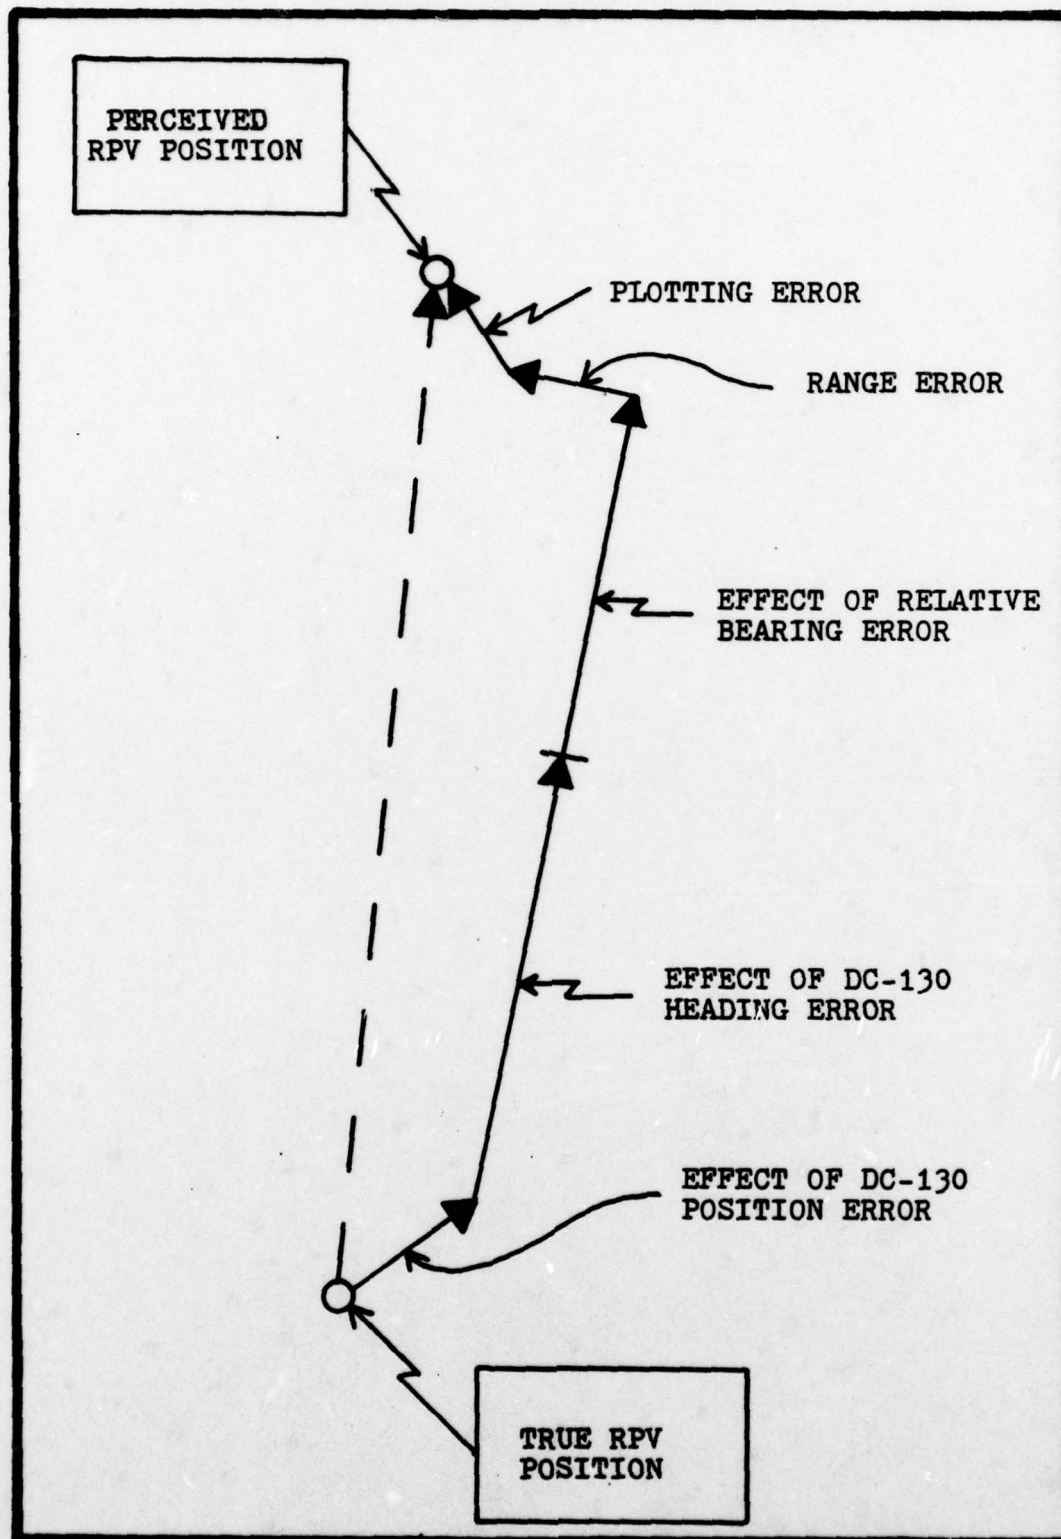 PERCEIVED
RPV POSITION
PLOTTING ERROR
RANGE ERROR
EFFECT OF RELATIVE
BEARING ERROR
EFFECT OF DC-130
HEADING ERROR
EFFECT OF DC-130
POSITION ERROR
TRUE RPV
POSITION